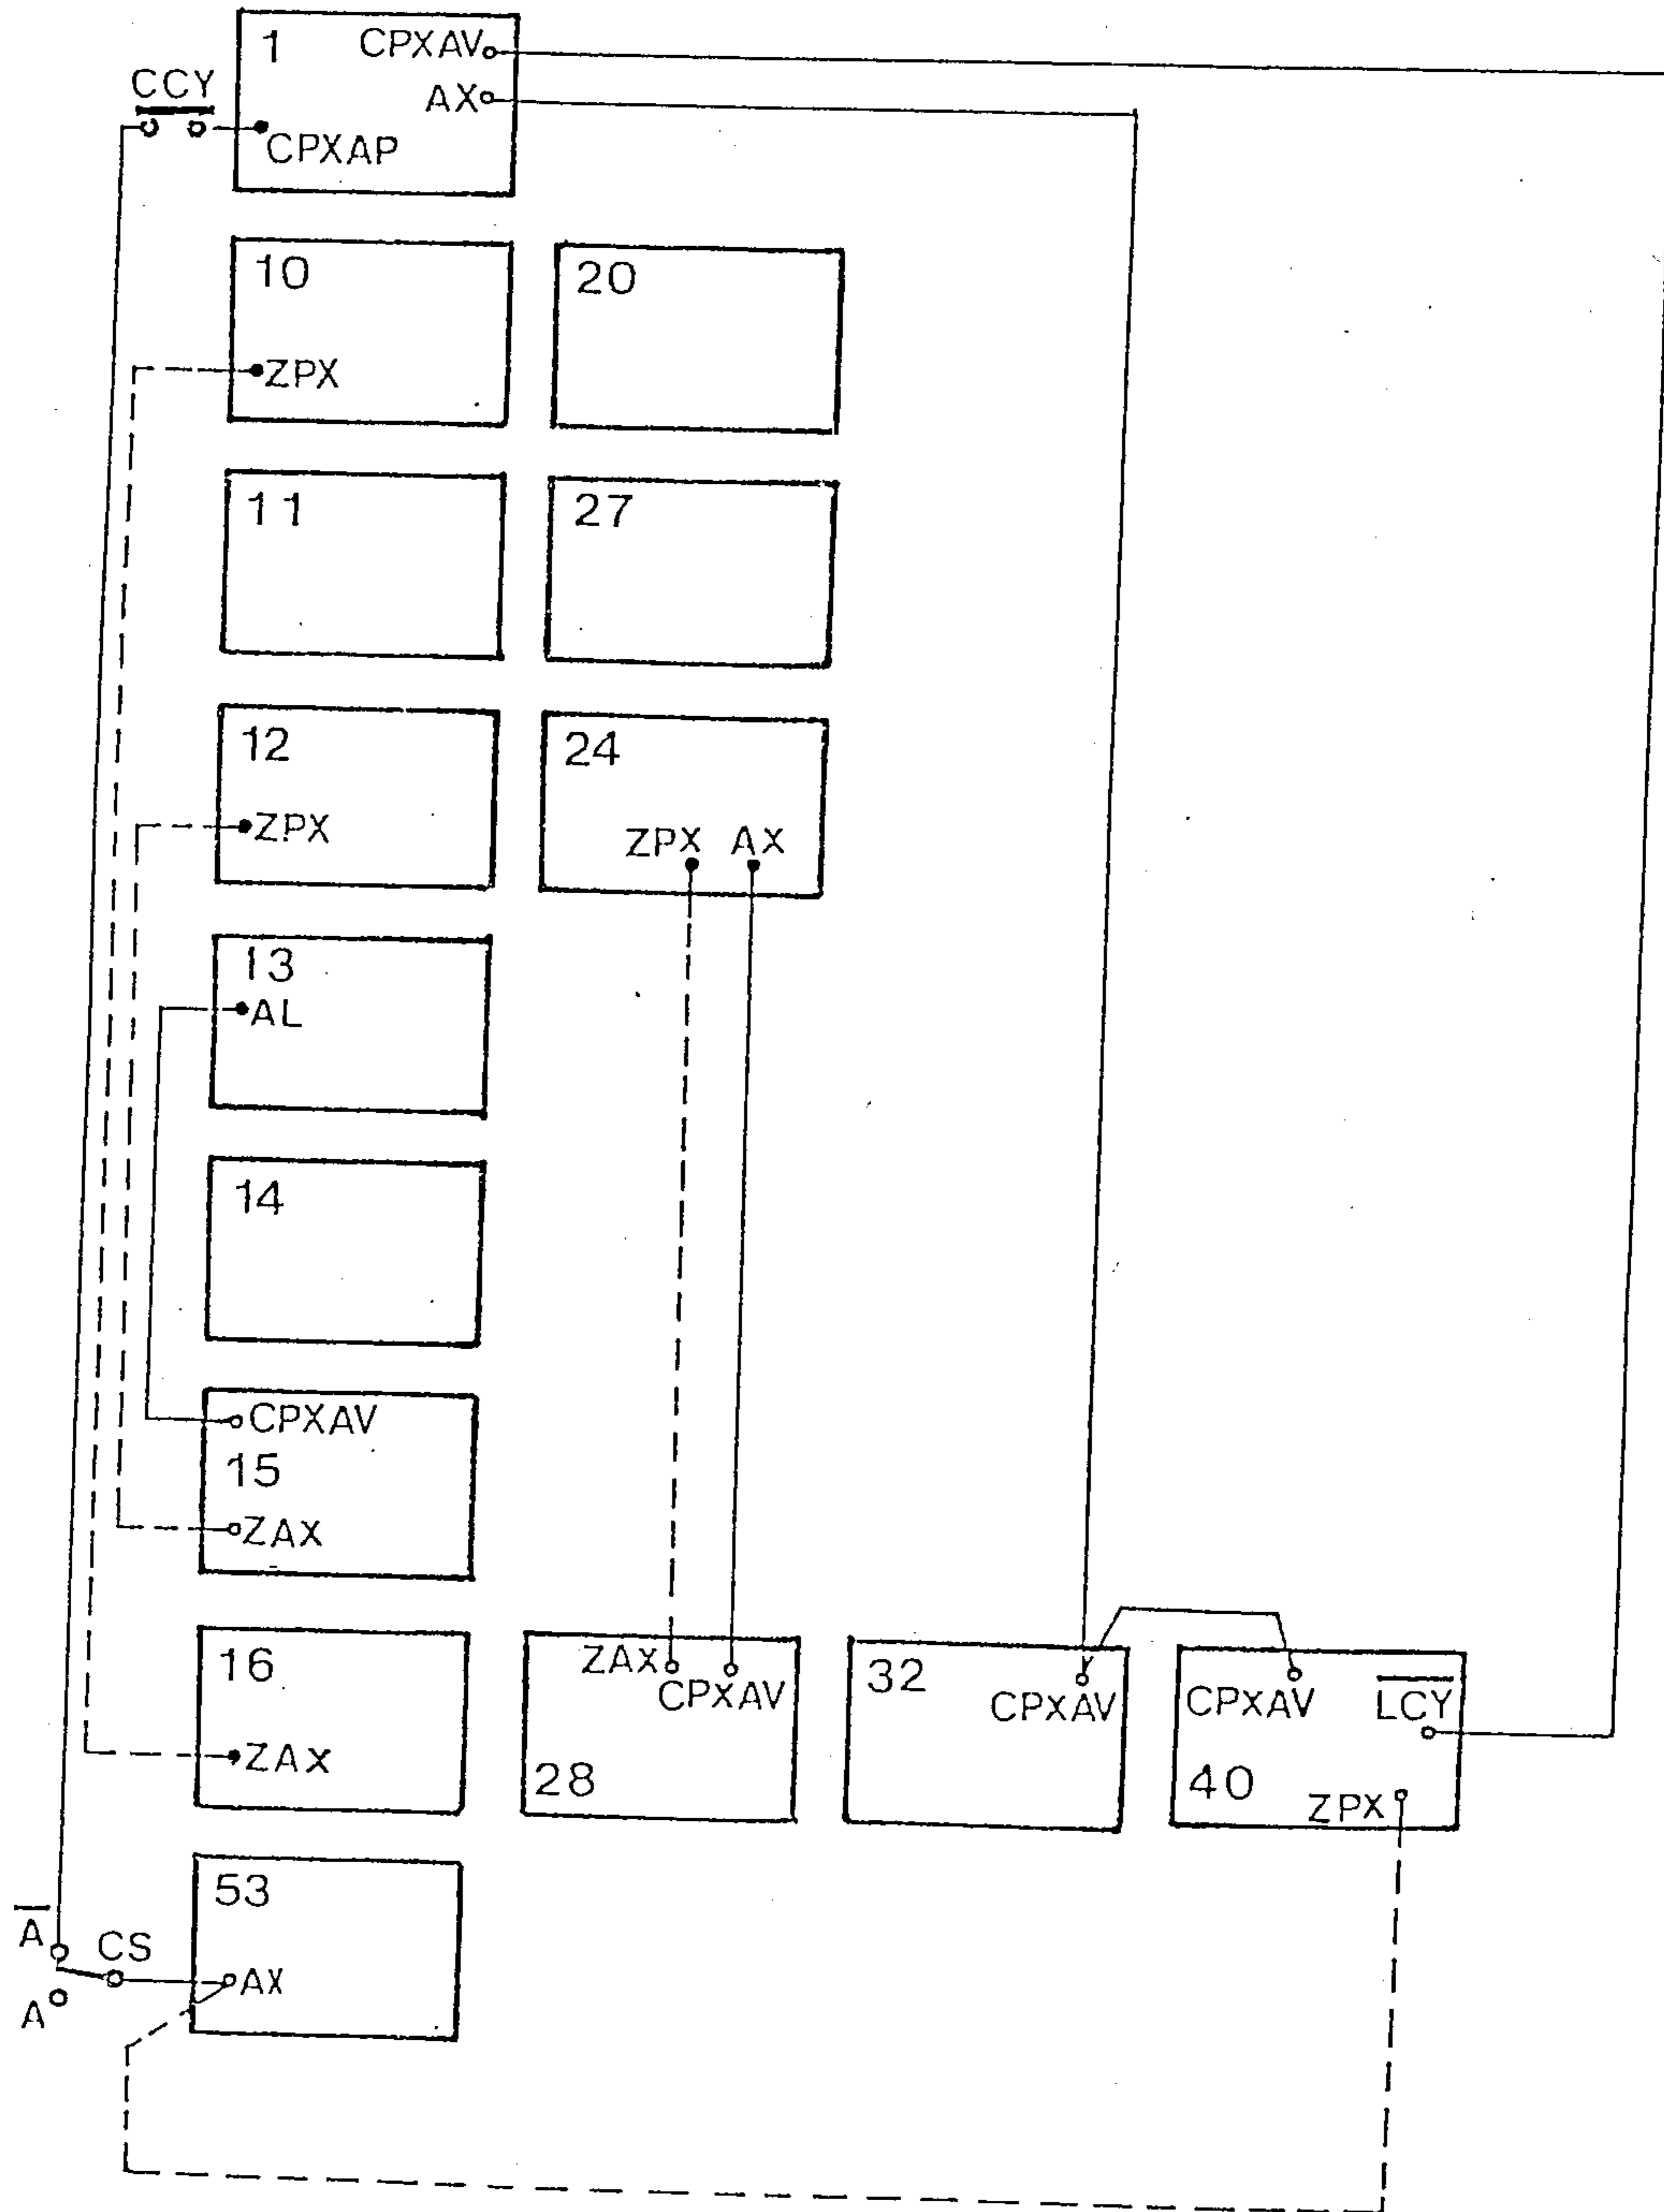 1 CPXAV
CCY AX
CPXAP
10 20
ZPX
11 27
12 24
ZPX ZPX AX
13
AL
14
CPXAV
15
ZAX
16 ZAX 32 CPXAV L̅C̅Y̅
CPXAV CPXAV
ZAX 28 40
ZPX
53
A̅ CS
AX
A